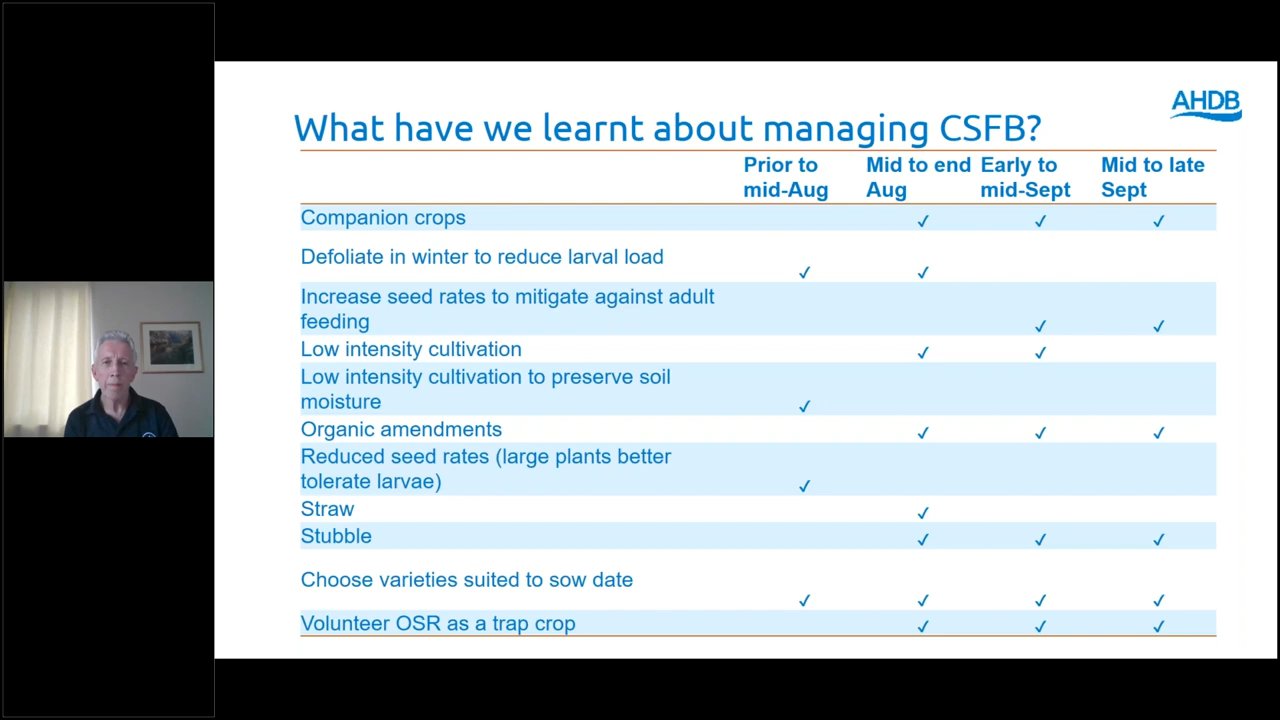 AHDB
What have we learnt about managing CSFB?
Prior to mid-Aug
Mid to end Aug
Early to mid-Sept
Mid to late Sept
Companion crops ✓ ✓ ✓
Defoliate in winter to reduce larval load ✓ ✓
Increase seed rates to mitigate against adult
feeding ✓ ✓
Low intensity cultivation ✓ ✓
Low intensity cultivation to preserve soil
moisture ✓
Organic amendments ✓ ✓ ✓
Reduced seed rates (large plants better
tolerate larvae) ✓
Straw ✓
Stubble ✓ ✓ ✓
Choose varieties suited to sow date ✓ ✓ ✓ ✓
Volunteer OSR as a trap crop ✓ ✓ ✓